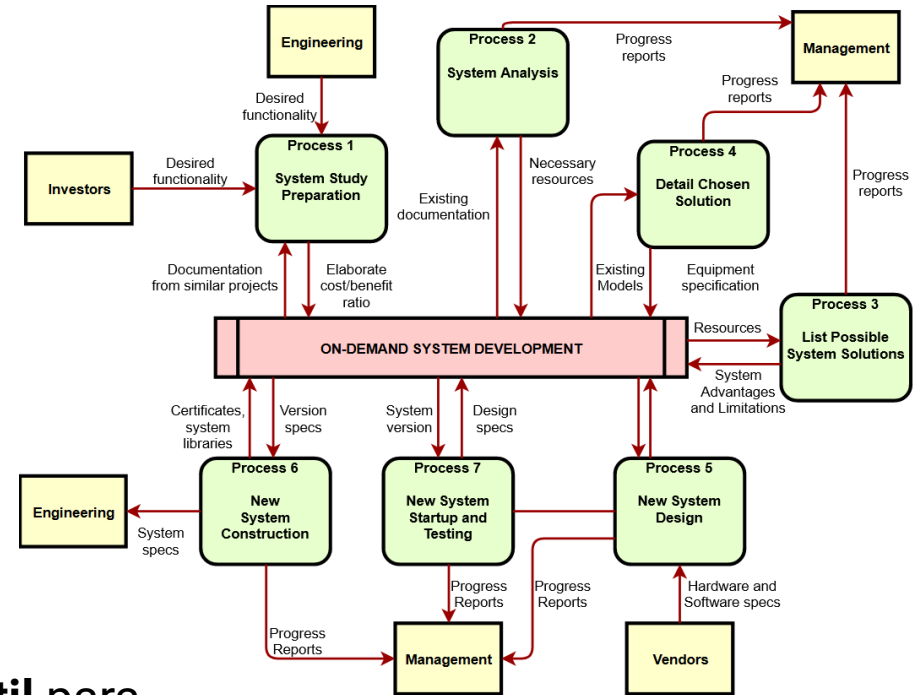 Engineering
Desired
functionality
Process 1
System Study
Preparation
Investors
Desired
functionality
Documentation
from similar projects
Elaborate
cost/benefit
ratio
Process 2
System Analysis
Progress
reports
Management
Existing
documentation
Necessary
resources
Process 4
Detail Chosen
Solution
Progress
reports
Progress
reports
Existing
Models
Equipment
specification
Process 3
List Possible
System Solutions
Resources
System
Advantages
and Limitations
ON-DEMAND SYSTEM DEVELOPMENT
Certificates,
system
libraries
Version
specs
System
version
Design
specs
Process 6
New
System
Construction
Process 7
New System
Startup and
Testing
Process 5
New System
Design
Engineering
System
specs
Progress
Reports
Progress
Reports
Progress
Reports
Hardware and
Software specs
Management
Vendors